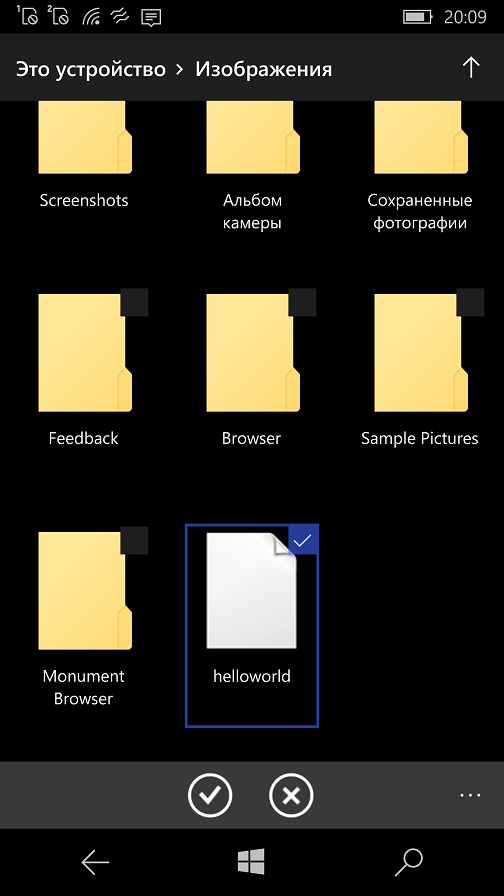 1 2 20:09
Это устройство > Изображения
Screenshots
Альбом
камеры
Сохраненные
фотографии
Feedback
Browser
Sample Pictures
Monument
Browser
helloworld